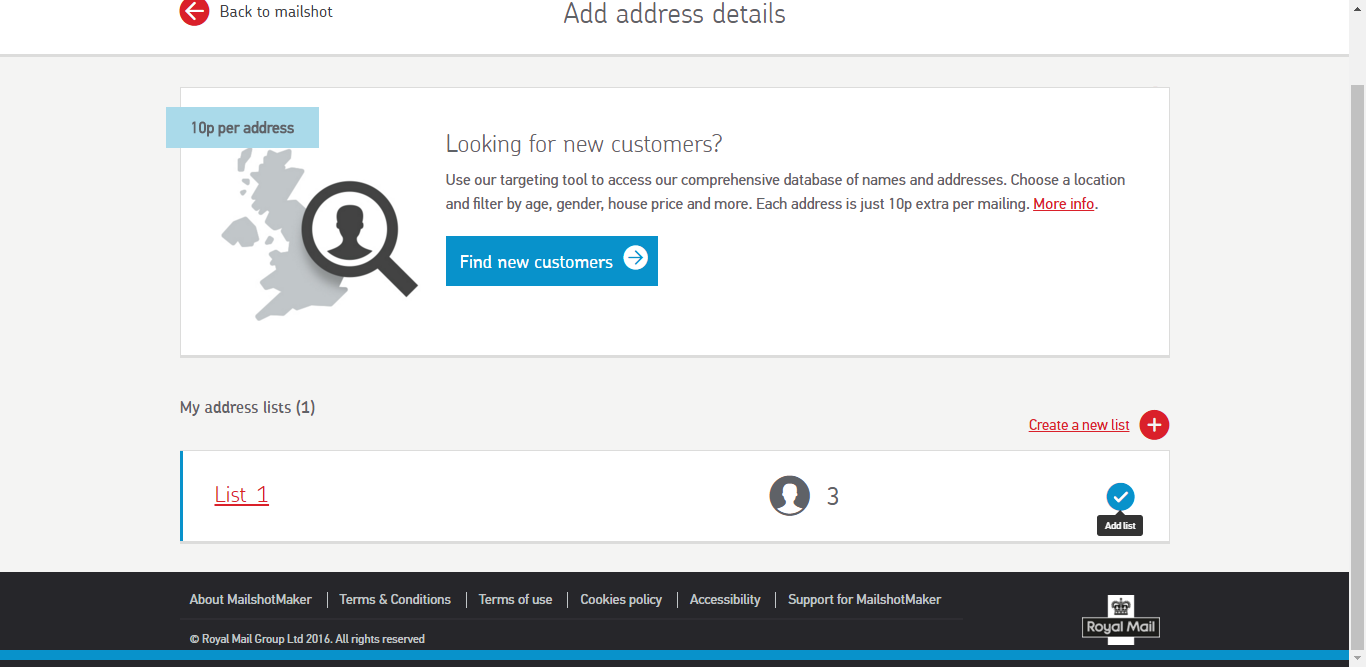 Back to mailshot
Add address details
10p per address
Looking for new customers?
Use our targeting tool to access our comprehensive database of names and addresses. Choose a location
and filter by age, gender, house price and more. Each address is just 10p extra per mailing. More info.
Find new customers
My address lists (1)
Create a new list
List 1
3
Add list
About MailshotMaker
Terms & Conditions
Terms of use
Cookies policy
Accessibility
Support for MailshotMaker
© Royal Mail Group Ltd 2016. All rights reserved
Royal Mail